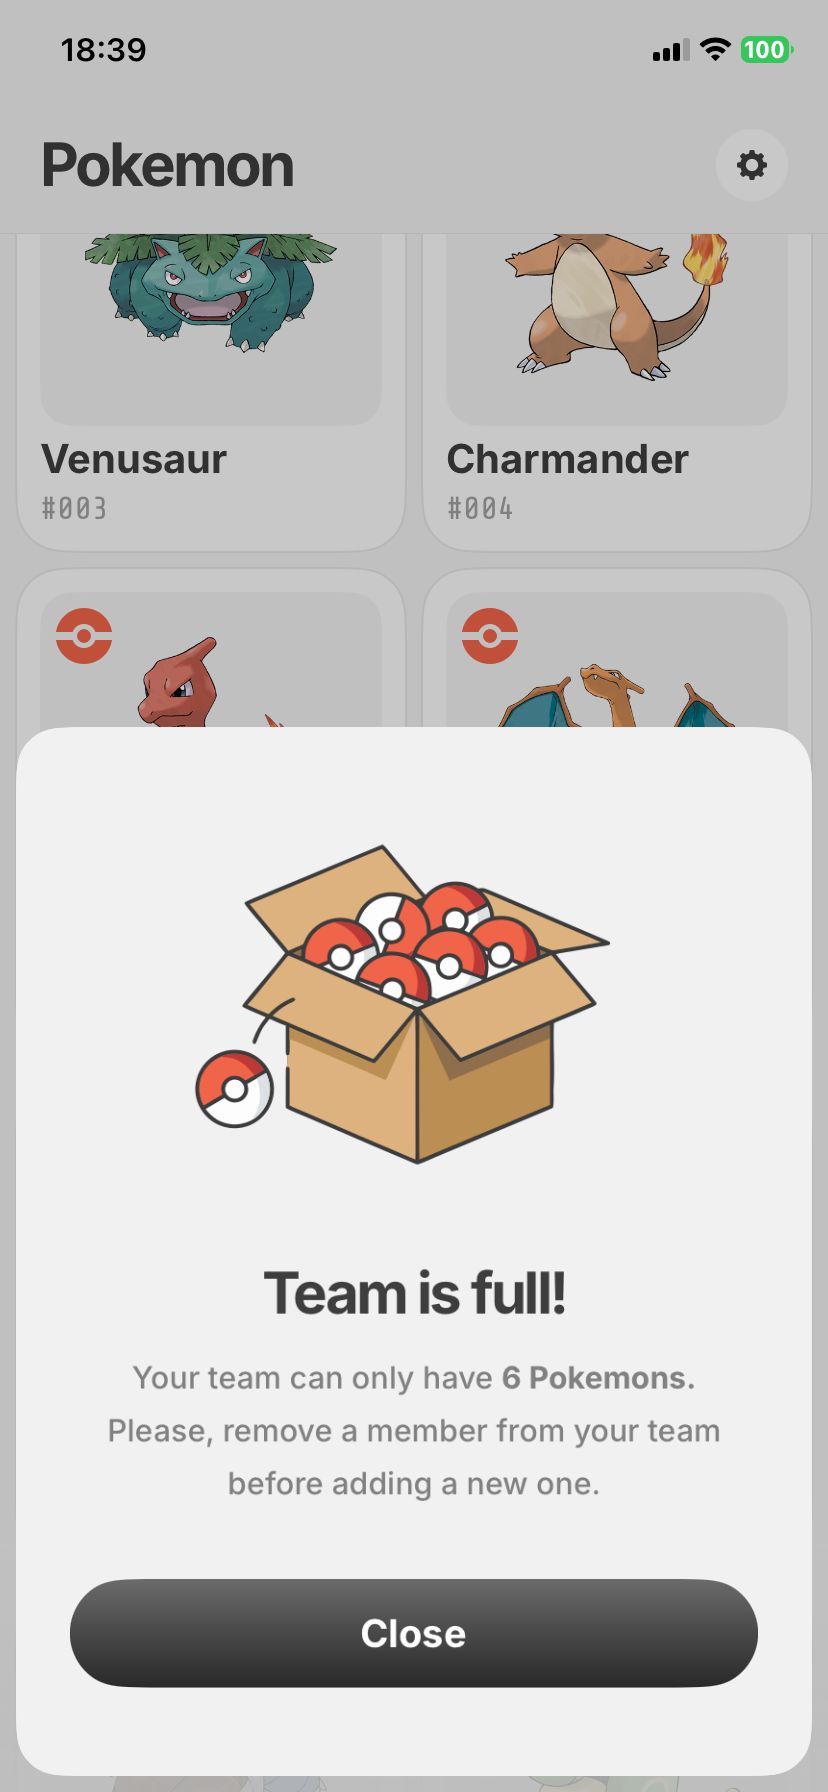 18:39
100
Pokemon
Venusaur
#003
Charmander
#004
Team is full!
Your team can only have 6 Pokemons.
Please, remove a member from your team
before adding a new one.
Close